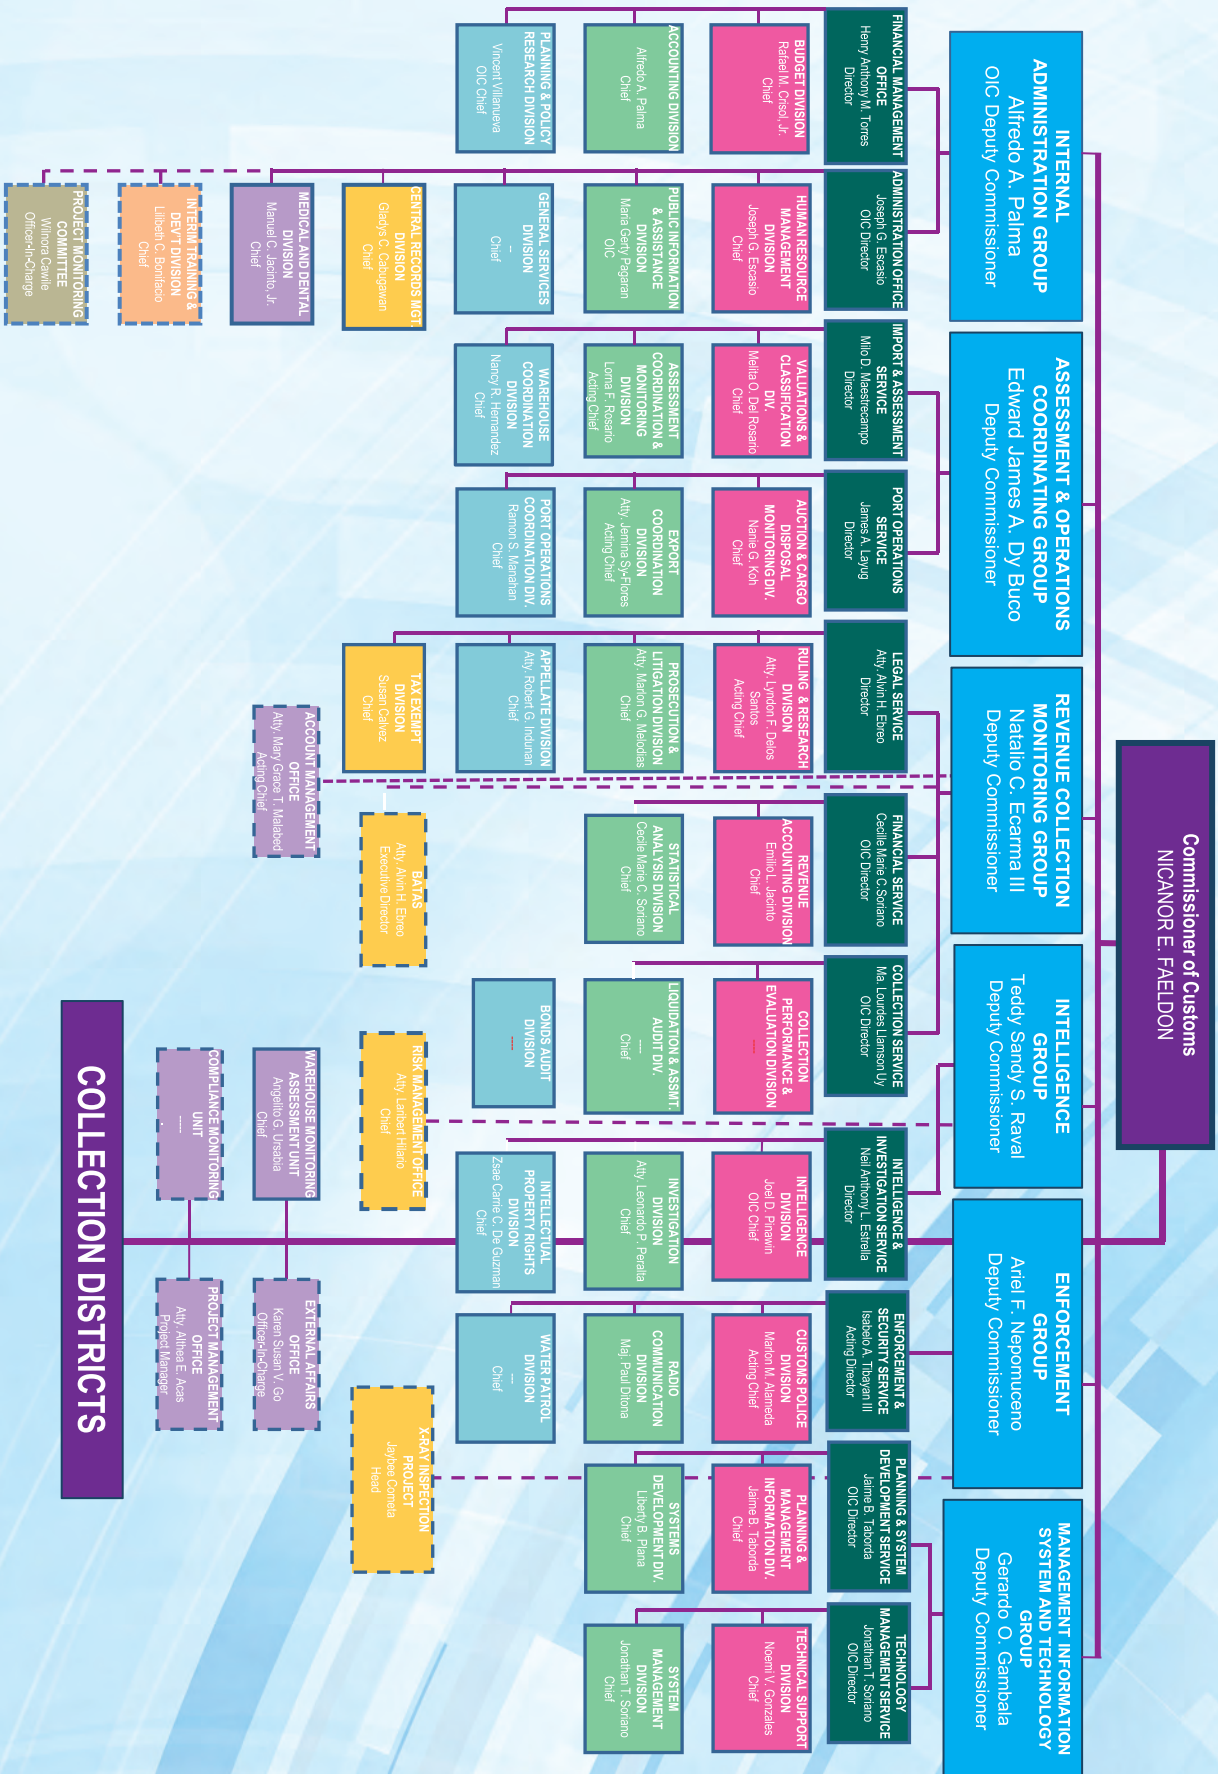 Commissioner of Customs
NICANOR E. FAELDON
INTERNAL
ADMINISTRATION GROUP
Alfredo A. Palma
OIC Deputy Commissioner
ASSESSMENT & OPERATIONS
COORDINATING GROUP
Edward James A. Dy Buco
Deputy Commissioner
REVENUE COLLECTION
MONITORING GROUP
Natalio C. Ecarma III
Deputy Commissioner
INTELLIGENCE
GROUP
Teddy Sandy S. Raval
Deputy Commissioner
ENFORCEMENT
GROUP
Ariel F. Nepomuceno
Deputy Commissioner
MANAGEMENT INFORMATION
SYSTEM AND TECHNOLOGY
GROUP
Gerardo O. Gambala
Deputy Commissioner
FINANCIAL MANAGEMENT
OFFICE
Henry Anthony M. Torres
Director
ADMINISTRATION OFFICE
Joseph G. Escasio
OIC Director
IMPORT & ASSESSMENT
SERVICE
Milo D. Maestrecampo
Director
PORT OPERATIONS
SERVICE
James A. Layug
Director
LEGAL SERVICE
Atty. Alvin H. Ebreo
Director
FINANCIAL SERVICE
Cecille Marie C.Soriano
OIC Director
COLLECTION SERVICE
Ma. Lourdes Llamson Uy
OIC Director
INTELLIGENCE &
INVESTIGATION SERVICE
Neil Anthony L. Estrella
Director
ENFORCEMENT &
SECURITY SERVICE
Isabelo A. Tibayan III
Acting Director
PLANNING & SYSTEM
DEVELOPMENT SERVICE
Jaime B. Taborda
OIC Director
TECHNOLOGY
MANAGEMENT SERVICE
Jonathan T. Soriano
OIC Director
BUDGET DIVISION
Rafael M. Crisol, Jr.
Chief
HUMAN RESOURCE
MANAGEMENT
DIVISION
Joseph G. Escasio
Chief
VALUATIONS &
CLASSIFICATION
DIV.
Melita O. Del Rosario
Chief
AUCTION & CARGO
DISPOSAL
MONITORING DIV.
Nanie G. Koh
Chief
RULING & RESEARCH
DIVISION
Atty. Lyndon F. Delos
Santos
Acting Chief
REVENUE
ACCOUNTING DIVISION
Emilio L. Jacinto
Chief
COLLECTION
PERFORMANCE &
EVALUATION DIVISION
---
INTELLIGENCE
DIVISION
Joel D. Pinawin
OIC Chief
CUSTOMS POLICE
DIVISION
Marlon M. Alameda
Acting Chief
PLANNING &
MANAGEMENT
INFORMATION DIV.
Jaime B. Taborda
Chief
TECHNICAL SUPPORT
DIVISION
Noemi V. Gonzales
Chief
ACCOUNTING DIVISION
Alfredo A. Palma
Chief
PUBLIC INFORMATION
& ASSISTANCE
DIVISION
Maria Gerty Pagaran
OIC
ASSESSMENT
COORDINATION &
MONITORING
DIVISION
Lorna F. Rosario
Acting Chief
EXPORT
COORDINATION
DIVISION
Atty. Jemina Sy-Flores
Acting Chief
PROSECUTION &
LITIGATION DIVISION
Atty. Marlon G. Melodias
Chief
STATISTICAL
ANALYSIS DIVISION
Cecile Marie C. Soriano
Chief
LIQUIDATION & ASSMT.
AUDIT DIV.
---
Chief
INVESTIGATION
DIVISION
Atty. Leonardo P. Peralta
Chief
RADIO
COMMUNICATION
DIVISION
Maj. Paul Ditona
Chief
SYSTEMS
DEVELOPMENT DIV.
Liberty B. Plana
Chief
SYSTEM
MANAGEMENT
DIVISION
Jonathan T. Soriano
Chief
PLANNING & POLICY
RESEARCH DIVISION
Vincent Villanueva
OIC Chief
GENERAL SERVICES
DIVISION
--
Chief
WAREHOUSE
COORDINATION
DIVISION
Nancy R. Hernandez
Chief
PORT OPERATIONS
COORDINATION DIV.
Ramon S. Manahan
Chief
APPELLATE DIVISION
Atty. Robert G. Indunan
Chief
BONDS AUDIT
DIVISION
---
INTELLECTUAL
PROPERTY RIGHTS
DIVISION
Zsae Carrie C. De Guzman
Chief
WATER PATROL
DIVISION
---
Chief
CENTRAL RECORDS MGT.
DIVISION
Gladys C. Cabugawan
Chief
TAX EXEMPT
DIVISION
Susan Calvez
Chief
BATAS
Atty. Alvin H. Ebreo
Executive Director
RISK MANAGEMENT OFFICE
Atty. Laribert Hilano
Chief
X-RAY INSPECTION
PROJECT
Jaybee Cometa
Head
MEDICAL AND DENTAL
DIVISION
Manuel C. Jacinto, Jr.
Chief
ACCOUNT MANAGEMENT
OFFICE
Atty. Mary Grace T. Malabed
Acting Chief
WAREHOUSE MONITORING
ASSESSMENT UNIT
Angelito G. Ursabia
Chief
EXTERNAL AFFAIRS
OFFICE
Karen Susan V. Go
Officer-In-Charge
INTERIM TRAINING &
DEV'T DIVISION
Lilibeth C. Bonifacio
Chief
COMPLIANCE MONITORING
UNIT
----
.
PROJECT MANAGEMENT
OFFICE
Atty. Althea E. Acas
Project Manager
PROJECT MONITORING
COMMITTEE
Wilnora Cawile
Officer-In-Charge
COLLECTION DISTRICTS